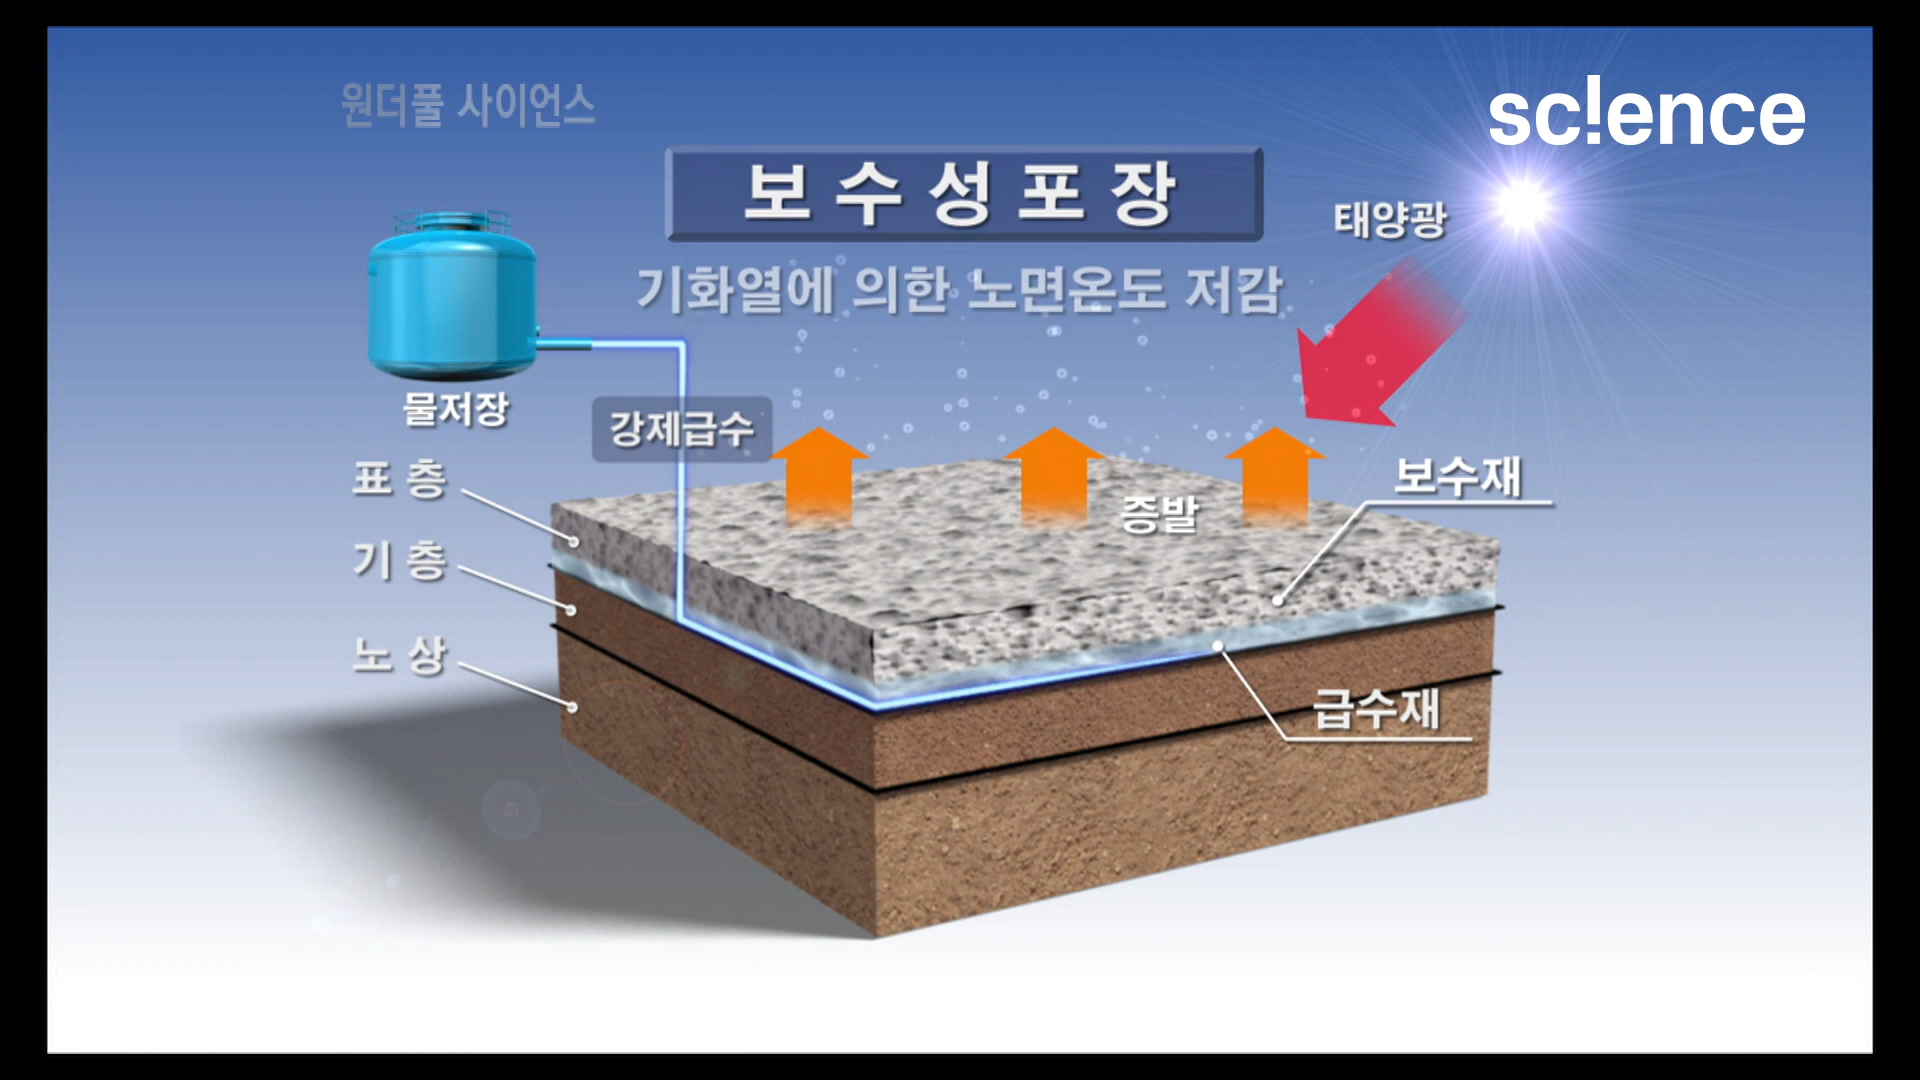 원더풀 사이언스
sc!ence
보수성포장
태양광
기화열에 의한 노면온도 저감
물저장
강제급수
표 층
보수재
증발
기 층
노 상
급수재